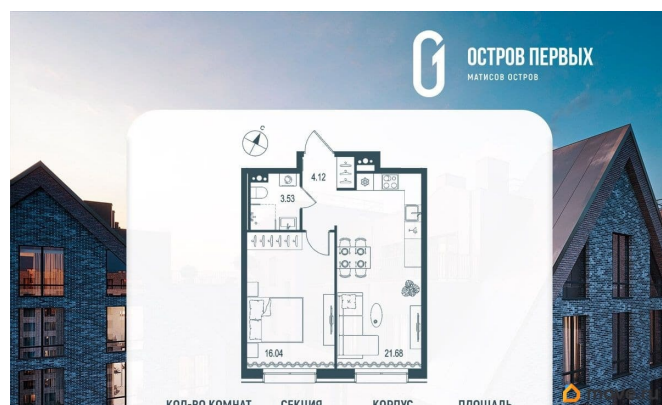 ОСТРОВ ПЕРВЫХ
МАТИСОВ ОСТРОВ
С
4.12
3.53
16.04
21.68
КОЛ-ВО КОМНАТ СЕКЦИЯ КОРПУС ПЛОЩАДЬ